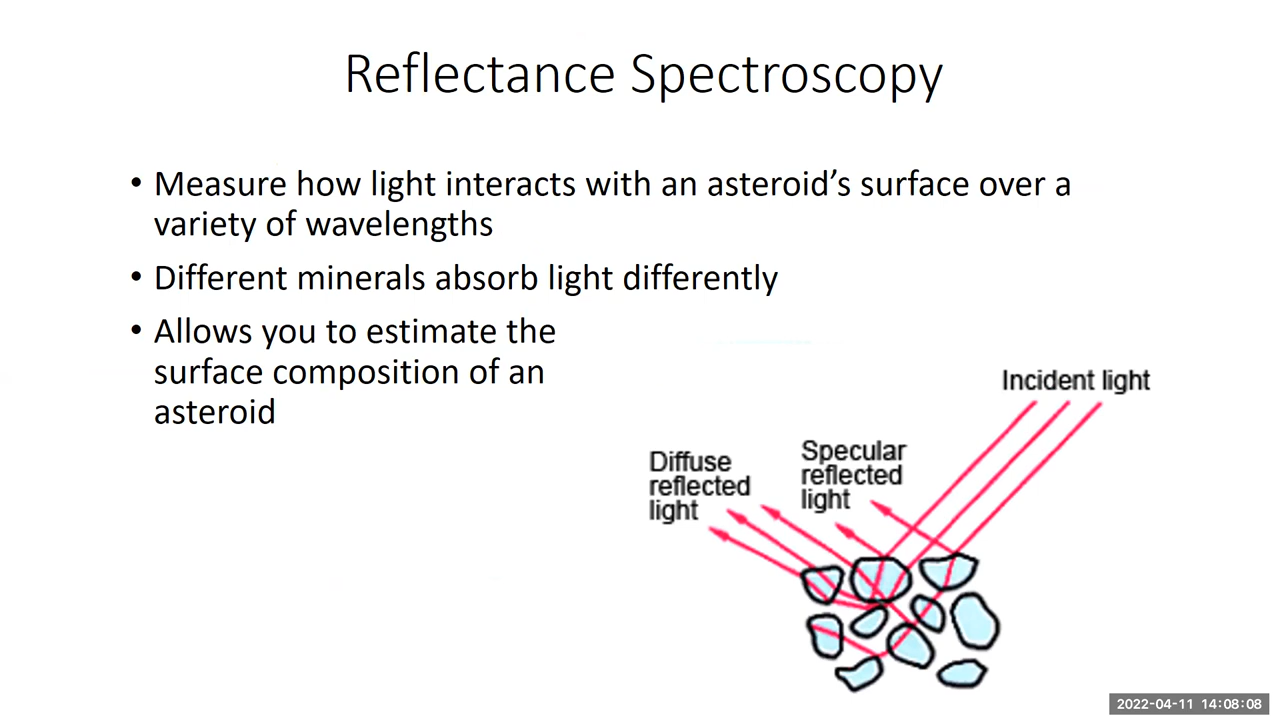 Reflectance Spectroscopy
• Measure how light interacts with an asteroid’s surface over a
variety of wavelengths
• Different minerals absorb light differently
• Allows you to estimate the
surface composition of an
asteroid
Incident light
Specular
reflected
light
Diffuse
reflected
light
2022-04-11 14:08:08